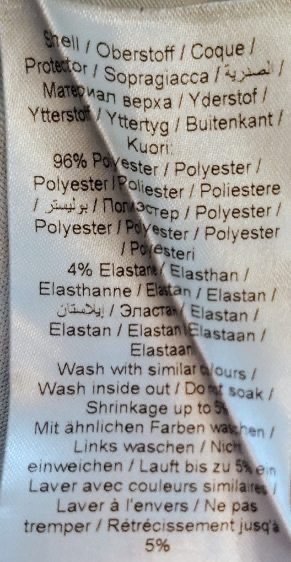 Shell / Oberstoff / Coque /
Protector / Sopragiacca / الصدرية /
Материал верха / Yderstof /
Ytterstof / Yttertyg / Buitenkant /
Kuori:
96% Polyester / Polyester /
Polyester / Poliester / Poliestere
/ بوليستر / Полиэстер / Polyester /
Polyester / Polyester / Polyester
/ Polyesteri
4% Elastane / Elasthan /
Elasthanne / Elastan / Elastan /
إيلاستان / Эластан / Elastan /
Elastan / Elastan / Elastaan /
Elastaan
Wash with similar colours /
Wash inside out / Do not soak /
Shrinkage up to 5%
Mit ähnlichen Farben waschen /
Links waschen / Nicht
einweichen / Lauft bis zu 5% ein
Laver avec couleurs similaires /
Laver à l'envers / Ne pas
tremper / Rétrécissement jusqu'à
5%